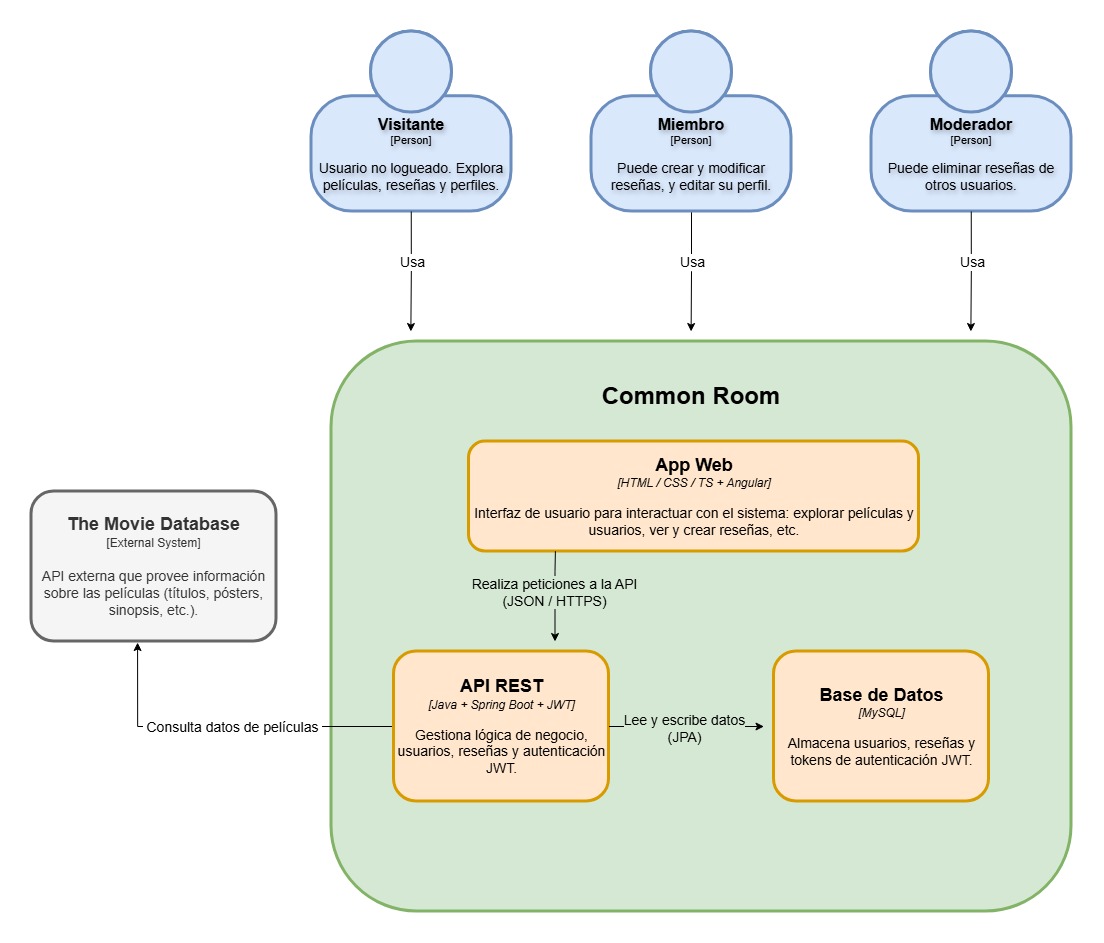 Visitante
[Person]
Usuario no logueado. Explora
películas, reseñas y perfiles.
Miembro
[Person]
Puede crear y modificar
reseñas, y editar su perfil.
Moderador
[Person]
Puede eliminar reseñas de
otros usuarios.
Usa
Usa
Usa
Common Room
App Web
[HTML / CSS / TS + Angular]
Interfaz de usuario para interactuar con el sistema: explorar películas y
usuarios, ver y crear reseñas, etc.
The Movie Database
[External System]
API externa que provee información
sobre las películas (títulos, pósters,
sinopsis, etc.).
Realiza peticiones a la API
(JSON / HTTPS)
API REST
[Java + Spring Boot + JWT]
Gestiona lógica de negocio,
usuarios, reseñas y autenticación
JWT.
Consulta datos de películas
Lee y escribe datos
(JPA)
Base de Datos
[MySQL]
Almacena usuarios, reseñas y
tokens de autenticación JWT.